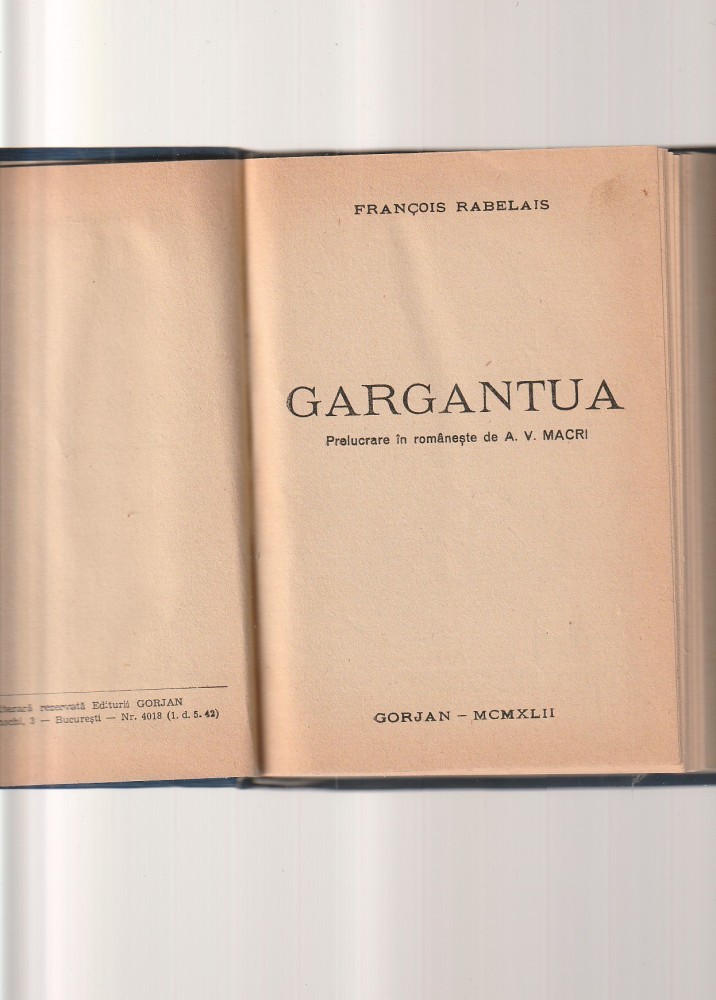 rezervată Editurii GORJAN
3 — București — Nr. 4018 (1. d. 5. 42)
FRANÇOIS RABELAIS
GARGANTUA
Prelucrare în românește de A. V. MACRI
GORJAN — MCMXLII